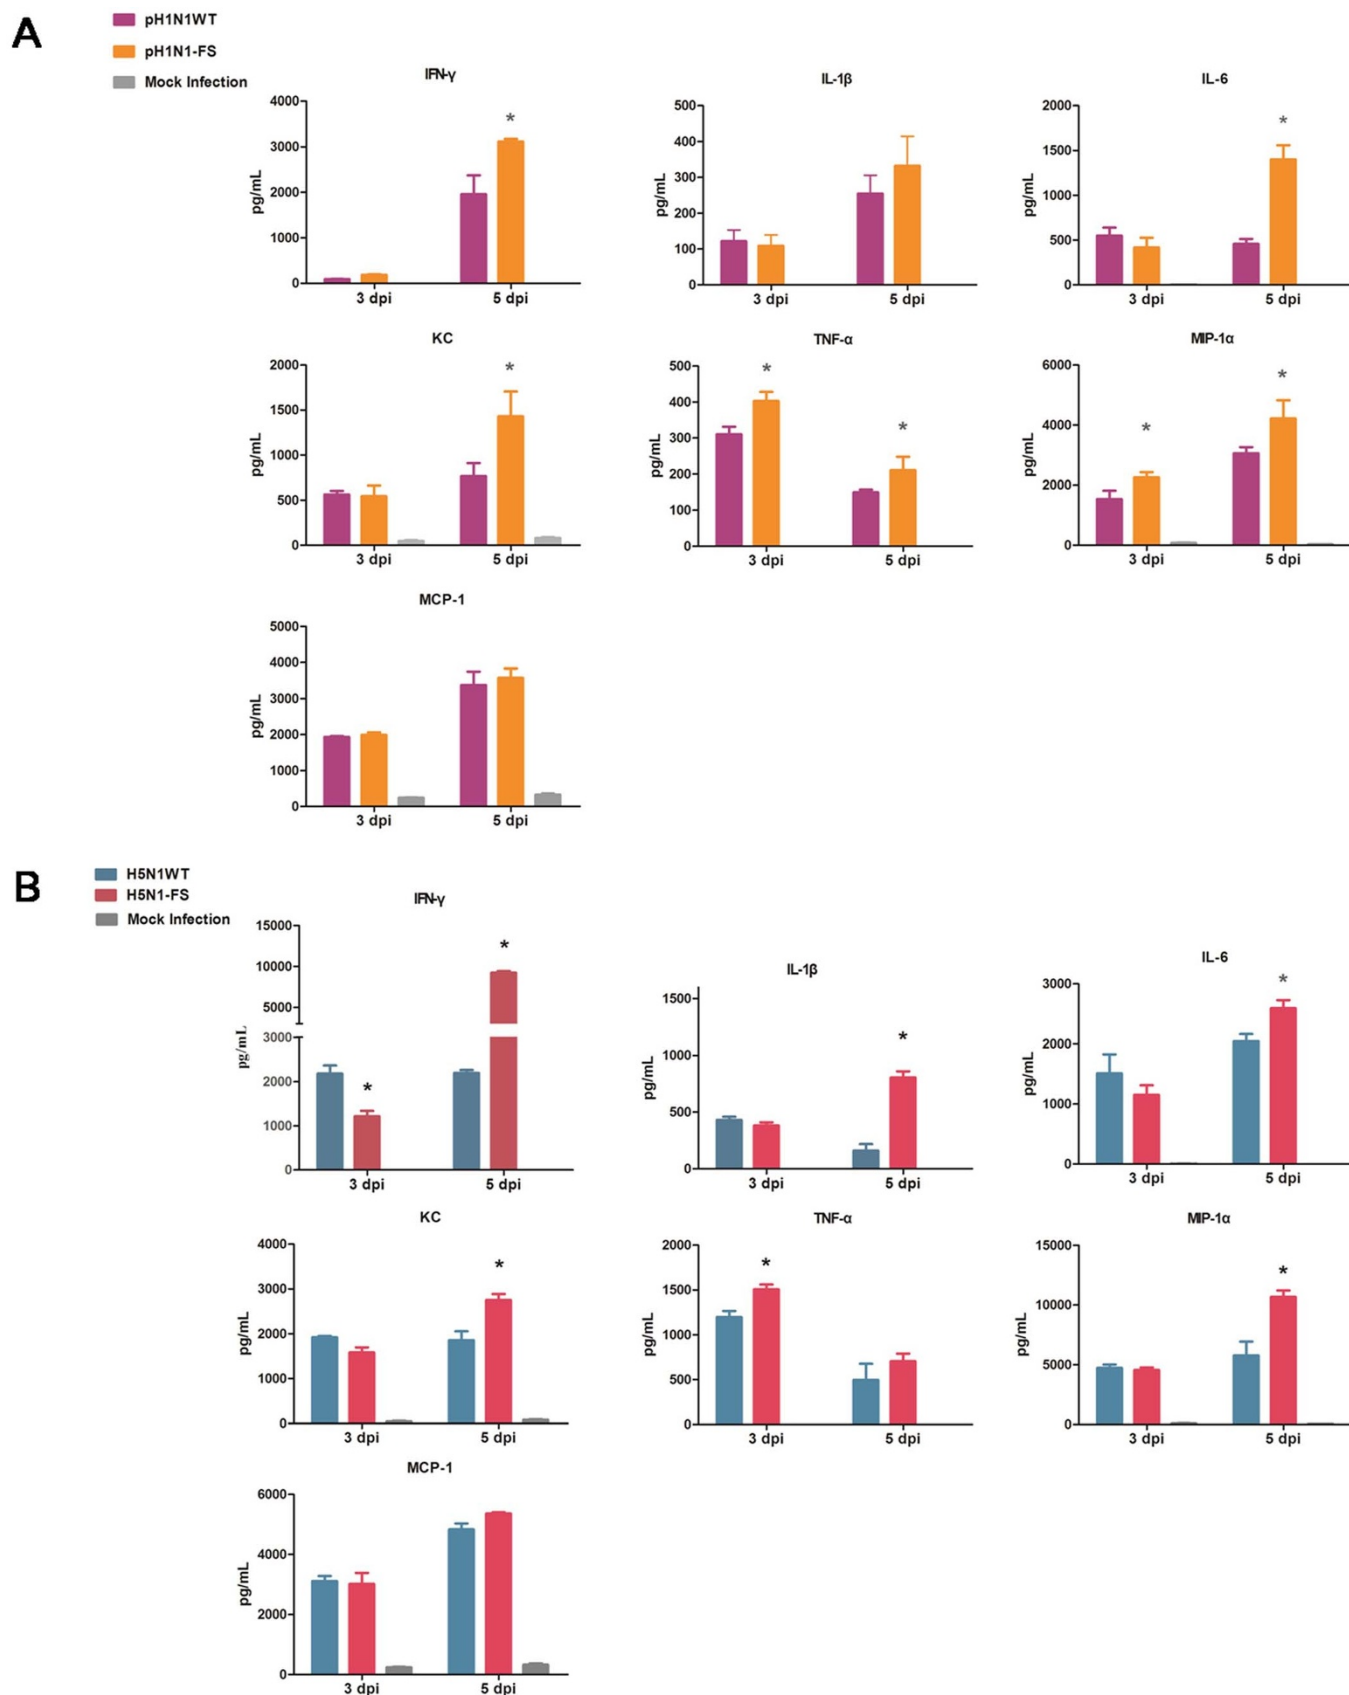 A
pH1N1WT
pH1N1-FS
Mock Infection
IFN-γ
pg/mL
4000
3000
2000
1000
0
*
3 dpi
5 dpi
IL-1β
pg/mL
500
400
300
200
100
0
3 dpi
5 dpi
IL-6
pg/mL
2000
1500
1000
500
0
*
3 dpi
5 dpi
KC
pg/mL
2000
1500
1000
500
0
*
3 dpi
5 dpi
TNF-α
pg/mL
500
400
300
200
100
0
*
*
3 dpi
5 dpi
MIP-1α
pg/mL
6000
4000
2000
0
*
*
3 dpi
5 dpi
MCP-1
pg/mL
5000
4000
3000
2000
1000
0
3 dpi
5 dpi
B
H5N1WT
H5N1-FS
Mock Infection
IFN-γ
pg/mL
15000
10000
5000
3000
2000
1000
0
*
*
3 dpi
5 dpi
IL-1β
pg/mL
1500
1000
500
0
*
3 dpi
5 dpi
IL-6
pg/mL
3000
2000
1000
0
*
3 dpi
5 dpi
KC
pg/mL
4000
3000
2000
1000
0
*
3 dpi
5 dpi
TNF-α
pg/mL
2000
1500
1000
500
0
*
3 dpi
5 dpi
MIP-1α
pg/mL
15000
10000
5000
0
*
3 dpi
5 dpi
MCP-1
pg/mL
6000
4000
2000
0
3 dpi
5 dpi